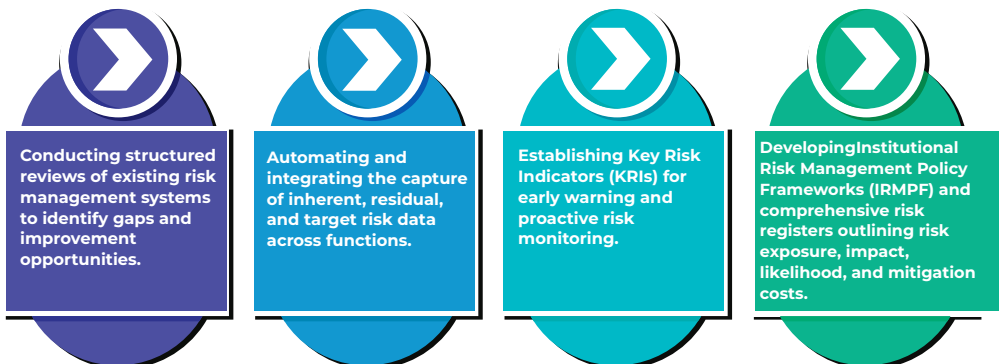 Conducting structured
reviews of existing risk
management systems
to identify gaps and
improvement
opportunities.
Automating and
integrating the capture
of inherent, residual,
and target risk data
across functions.
Establishing Key Risk
Indicators (KRIs) for
early warning and
proactive risk
monitoring.
DevelopingInstitutional
Risk Management Policy
Frameworks (IRMPF) and
comprehensive risk
registers outlining risk
exposure, impact,
likelihood, and mitigation
costs.